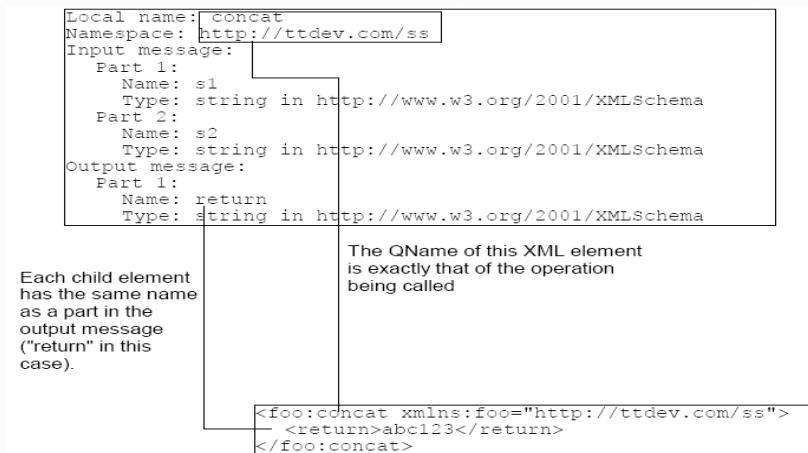 Local name: concat
Namespace: http://ttdev.com/ss
Input message:
Part 1:
Name: s1
Type: string in http://www.w3.org/2001/XMLSchema
Part 2:
Name: s2
Type: string in http://www.w3.org/2001/XMLSchema
Output message:
Part 1:
Name: return
Type: string in http://www.w3.org/2001/XMLSchema
The QName of this XML element
is exactly that of the operation
being called
Each child element
has the same name
as a part in the
output message
("return" in this
case).
<foo:concat xmlns:foo="http://ttdev.com/ss">
<return>abc123</return>
</foo:concat>